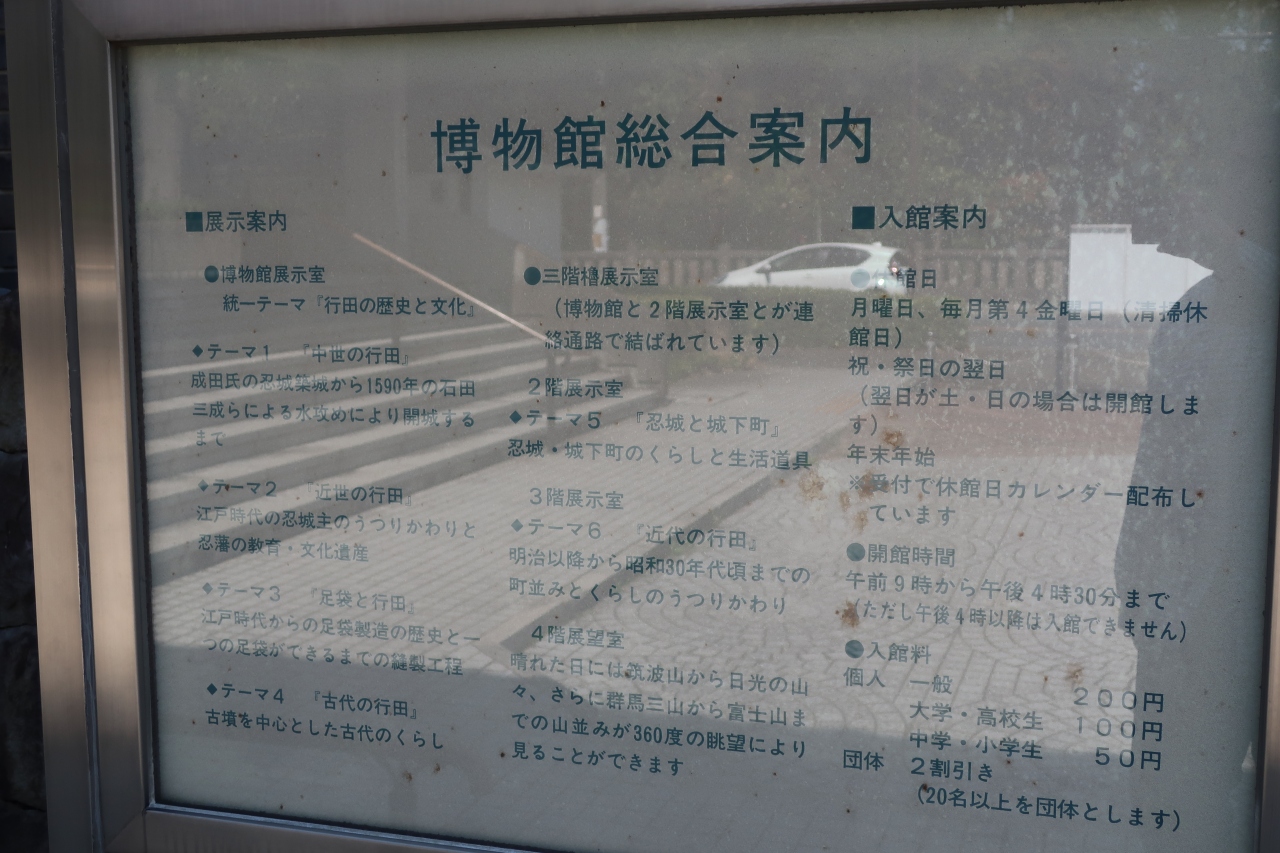 博物館総合案内
■展示案内
●博物館展示室
統一テーマ『行田の歴史と文化』
◆テーマ1 『中世の行田』
成田氏の忍城築城から1590年の石田
三成らによる水攻めにより開城する
まで
◆テーマ2 『近世の行田』
江戸時代の忍城主のうつりかわりと
忍藩の教育・文化遺産
◆テーマ3 『足袋と行田』
江戸時代からの足袋製造の歴史と一
つの足袋ができるまでの縫製工程
◆テーマ4 『古代の行田』
古墳を中心とした古代のくらし
●三階櫓展示室
(博物館と2階展示室とが連
絡通路で結ばれています)
2階展示室
◆テーマ5 『忍城と城下町』
忍城・城下町のくらしと生活道具
3階展示室
◆テーマ6 『近代の行田』
明治以降から昭和30年代頃までの
町並みとくらしのうつりかわり
4階展望室
晴れた日には筑波山から日光の山
々、さらに群馬三山から富士山ま
での山並みが360度の眺望により
見ることができます
■入館案内
●館日
月曜日、毎月第4金曜日(清掃休
館日)
祝・祭日の翌日
(翌日が土・日の場合は開館しま
す)
年末年始
※受付で休館日カレンダー配布し
ています
●開館時間
午前9時から午後4時30分まで
(ただし午後4時以降は入館できません)
●入館料
個人 一般 200円
大学・高校生 100円
中学・小学生 50円
団体 2割引き
(20名以上を団体とします)